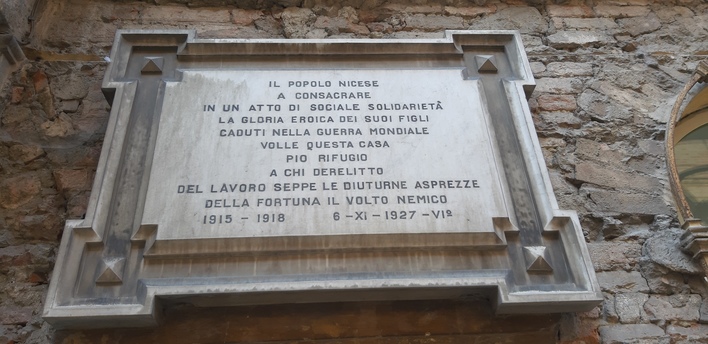 IL POPOLO NICESE
A CONSACRARE
IN UN ATTO DI SOCIALE SOLIDARIETÀ
LA GLORIA EROICA DEI SUOI FIGLI
CADUTI NELLA GUERRA MONDIALE
VOLLE QUESTA CASA
PIO RIFUGIO
A CHI DERELITTO
DEL LAVORO SEPPE LE DIUTURNE ASPREZZE
DELLA FORTUNA IL VOLTO NEMICO
1915 - 1918 6-XI-1927-VIº